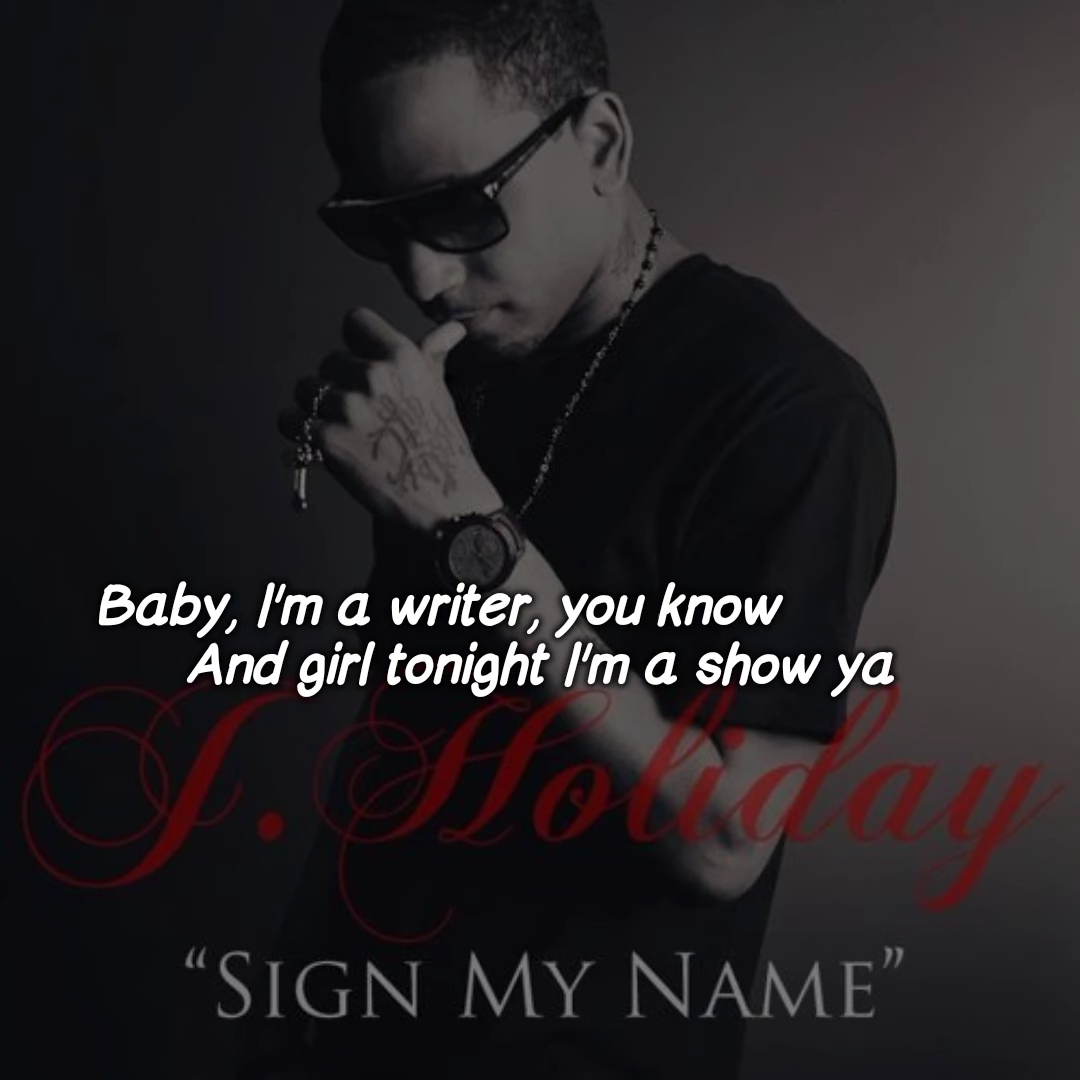 Baby, I'm a writer, you know
And girl tonight I'm a show ya
J. Holiday
“SIGN MY NAME”